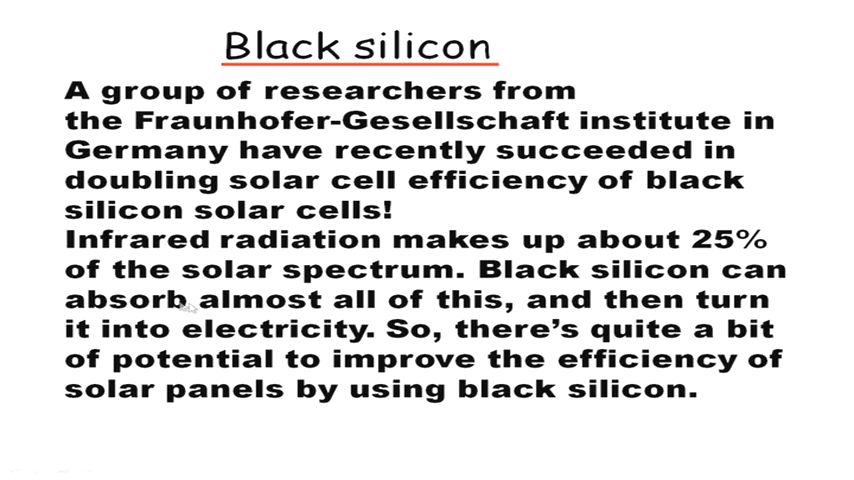 Black silicon
A group of researchers from
the Fraunhofer-Gesellschaft institute in
Germany have recently succeeded in
doubling solar cell efficiency of black
silicon solar cells!
Infrared radiation makes up about 25%
of the solar spectrum. Black silicon can
absorb almost all of this, and then turn
it into electricity. So, there's quite a bit
of potential to improve the efficiency of
solar panels by using black silicon.